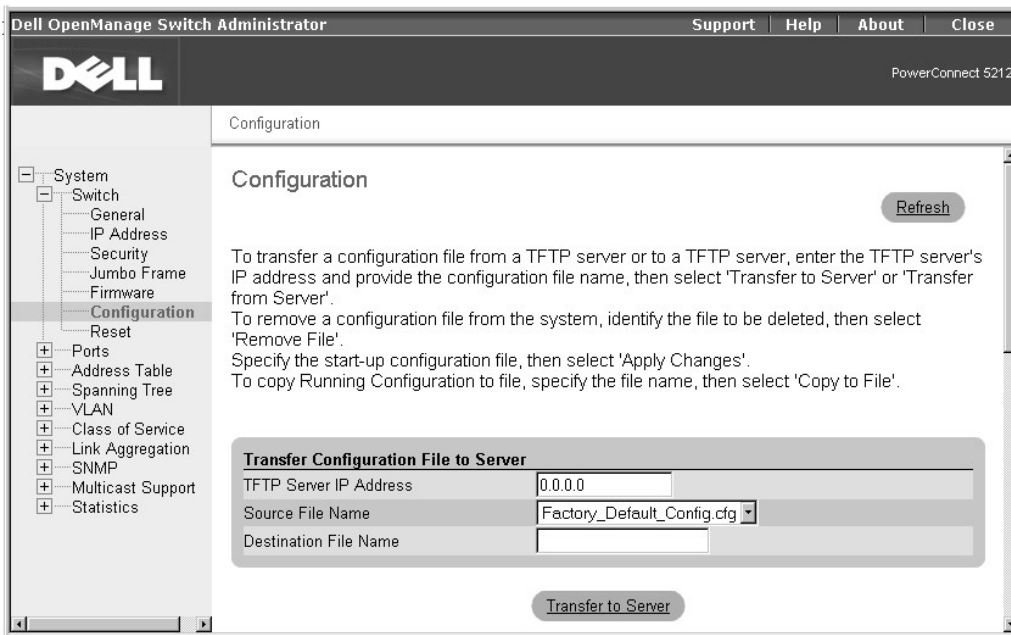 Dell OpenManage Switch Administrator
Support Help About Close
DELL
PowerConnect 5212
Configuration
System
Switch
General
IP Address
Security
Jumbo Frame
Firmware
Configuration
Reset
Ports
Address Table
Spanning Tree
VLAN
Class of Service
Link Aggregation
SNMP
Multicast Support
Statistics
Configuration
Refresh
To transfer a configuration file from a TFTP server or to a TFTP server, enter the TFTP server's
IP address and provide the configuration file name, then select 'Transfer to Server' or 'Transfer
from Server'.
To remove a configuration file from the system, identify the file to be deleted, then select
'Remove File'.
Specify the start-up configuration file, then select 'Apply Changes'.
To copy Running Configuration to file, specify the file name, then select 'Copy to File'.
Transfer Configuration File to Server
TFTP Server IP Address 0.0.0.0
Source File Name Factory_Default_Config.cfg
Destination File Name
Transfer to Server